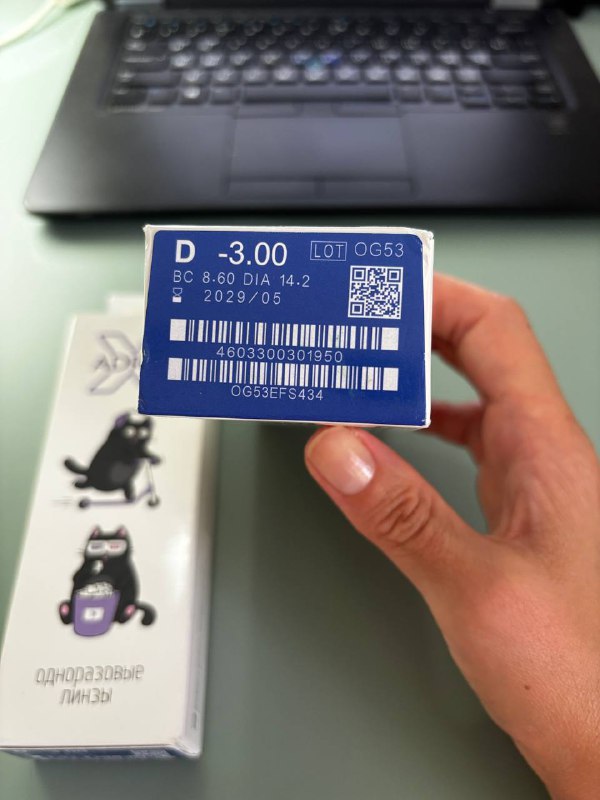 D -3.00 LOT OG53
BC 8.60 DIA 14.2
2029/05
4603300301950
OG53EFS434
одноразовые
линзы